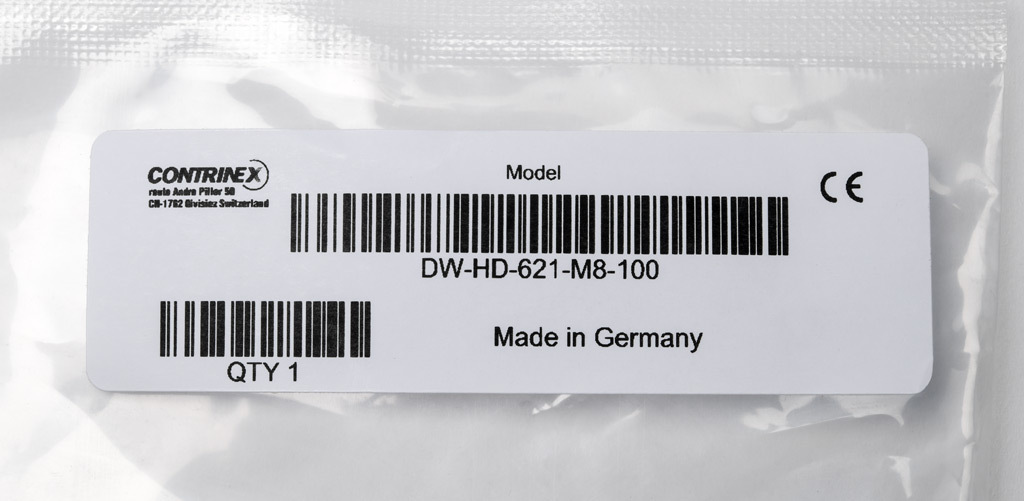 CONTRINEX
route André Piller 50
CH-1762 Givisiez Switzerland
Model
CE
DW-HD-621-M8-100
QTY 1
Made in Germany